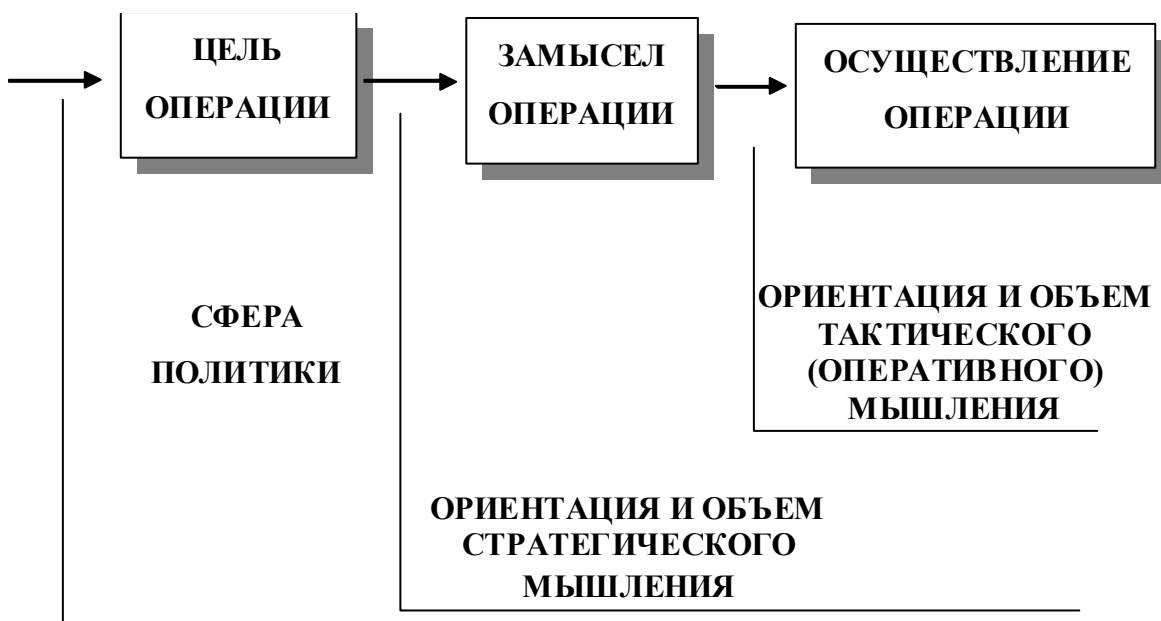 ЦЕЛЬ
ОПЕРАЦИИ
ЗАМЫСЕЛ
ОПЕРАЦИИ
ОСУЩЕСТВЛЕНИЕ
ОПЕРАЦИИ
СФЕРА
ПОЛИТИКИ
ОРИЕНТАЦИЯ И ОБЪЕМ
ТАКТИЧЕСКОГО
(ОПЕРАТИВНОГО)
МЫШЛЕНИЯ
ОРИЕНТАЦИЯ И ОБЪЕМ
СТРАТЕГИЧЕСКОГО
МЫШЛЕНИЯ